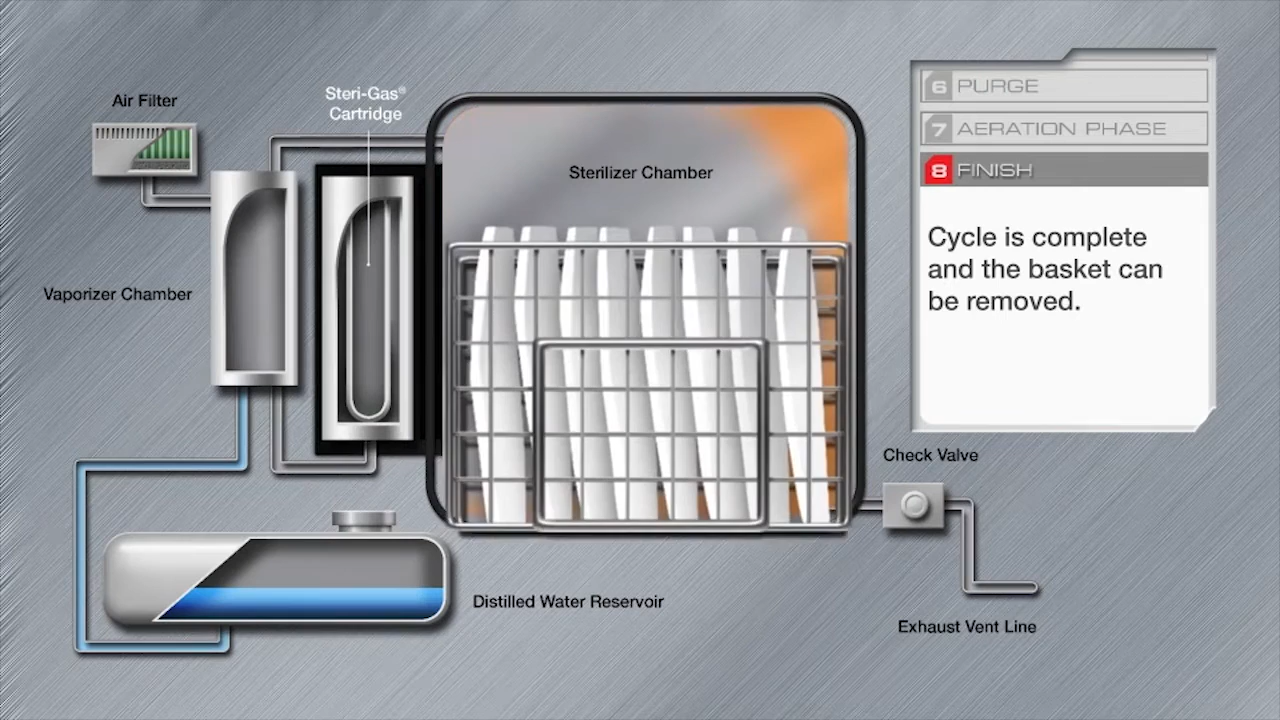 Air Filter
Steri-Gas®
Cartridge
Sterilizer Chamber
Vaporizer Chamber
Distilled Water Reservoir
6 PURGE
7 AERATION PHASE
8 FINISH
Cycle is complete
and the basket can
be removed.
Check Valve
Exhaust Vent Line